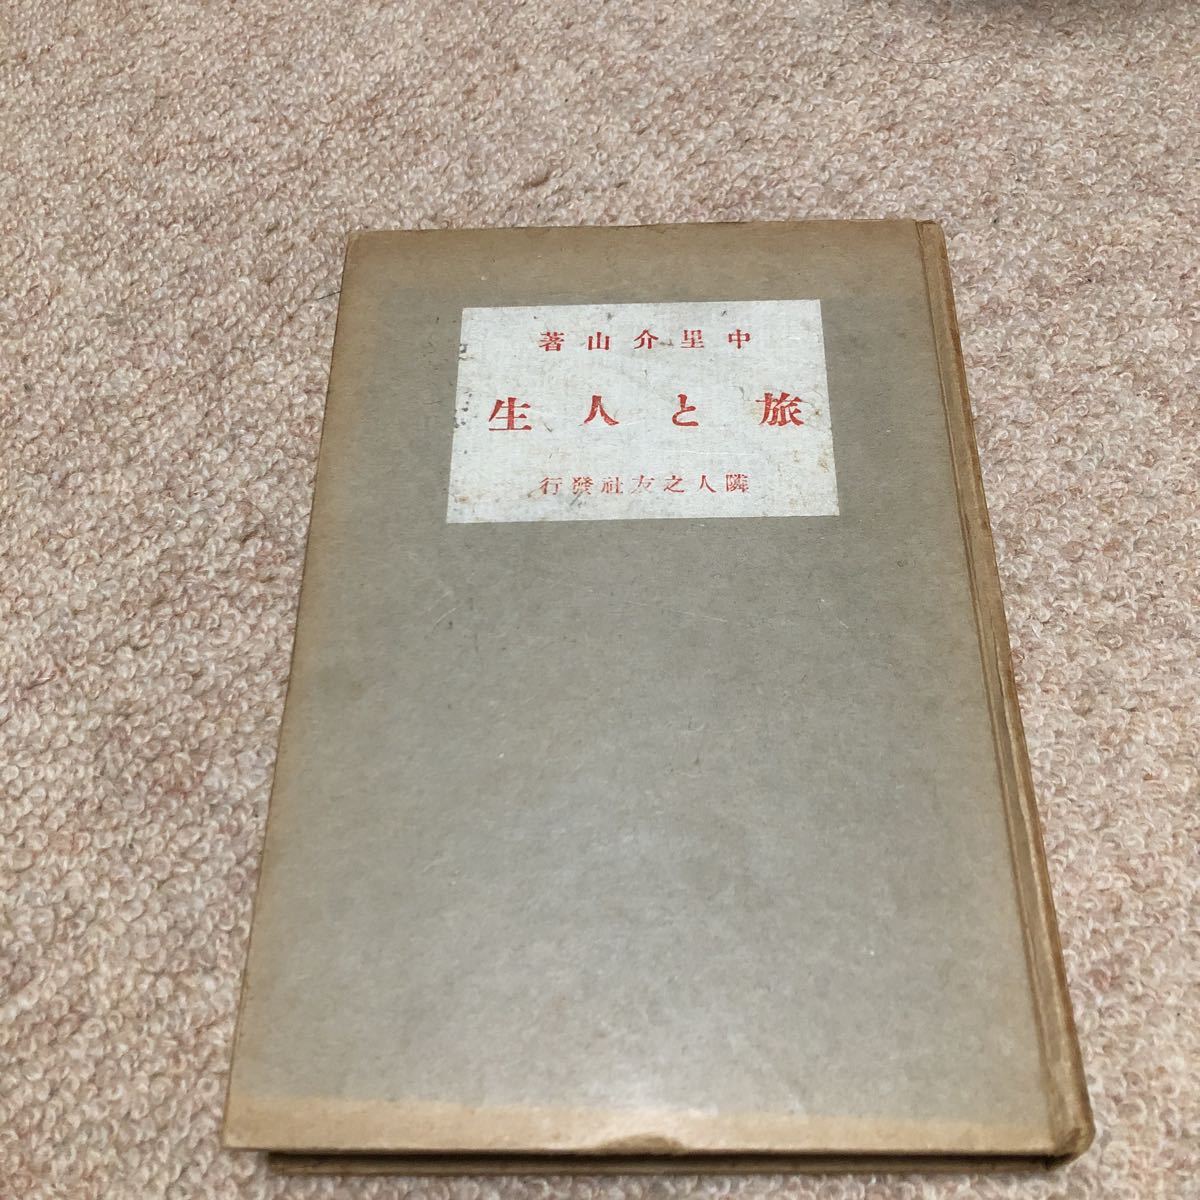 中里介山著
旅と人生
隣人之友社發行